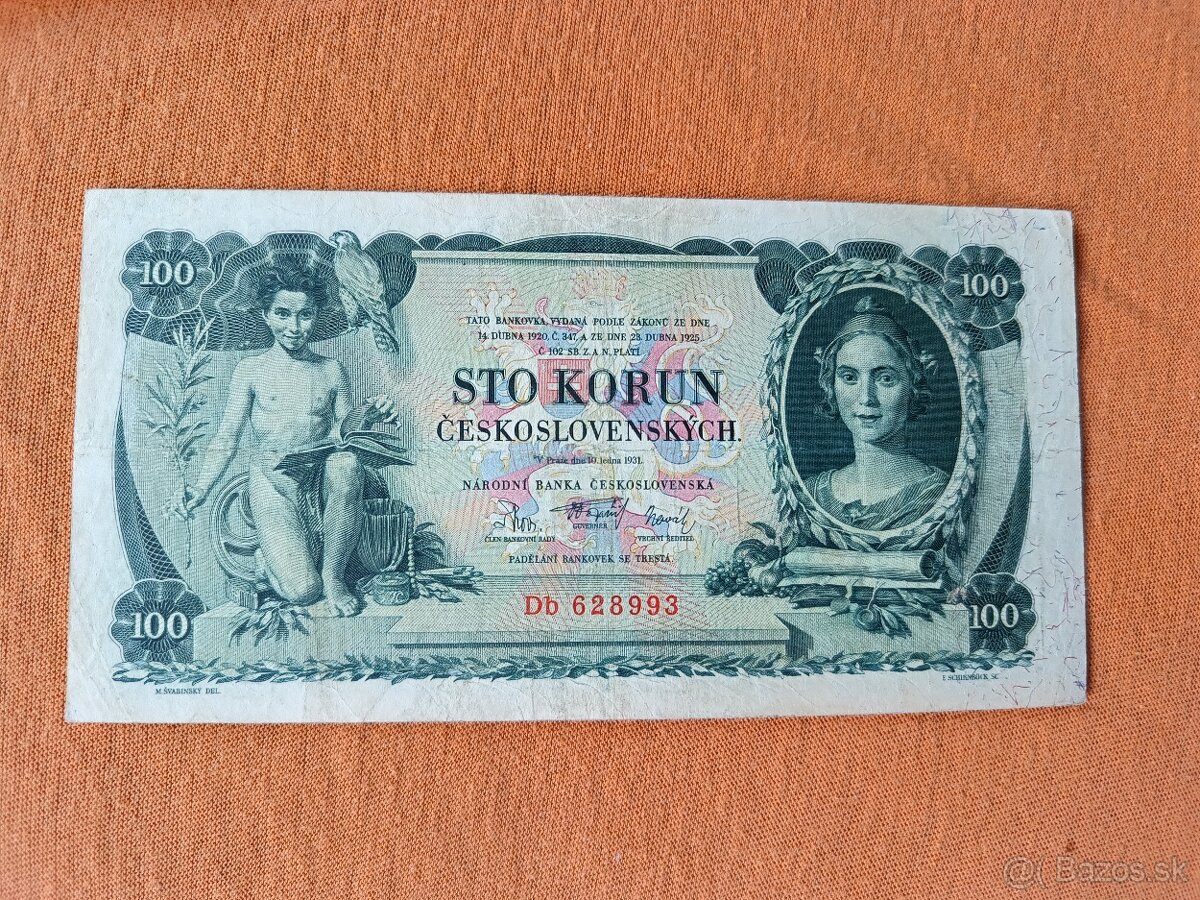 100
100
TATO BANKOVKA, VYDANÁ PODLE ZÁKONŮ ZE DNE
14. DUBNA 1920, Č. 347, A ZE DNE 23. DUBNA 1925,
Č 102 SB. Z. A N., PLATÍ
STO KORUN
ČESKOSLOVENSKÝCH.
V Praze dne 10. ledna 1931.
NÁRODNÍ BANKA ČESKOSLOVENSKÁ
ČLEN BANKOVNÍ RADY
GUVERNÉR
VRCHNÍ ŘEDITEL
PADĚLÁNÍ BANKOVEK SE TRESTÁ.
Db 628993
100
100
M. ŠVABINSKÝ DEL.
E SCHIRNBÖCK SC
@( Bazos.sk